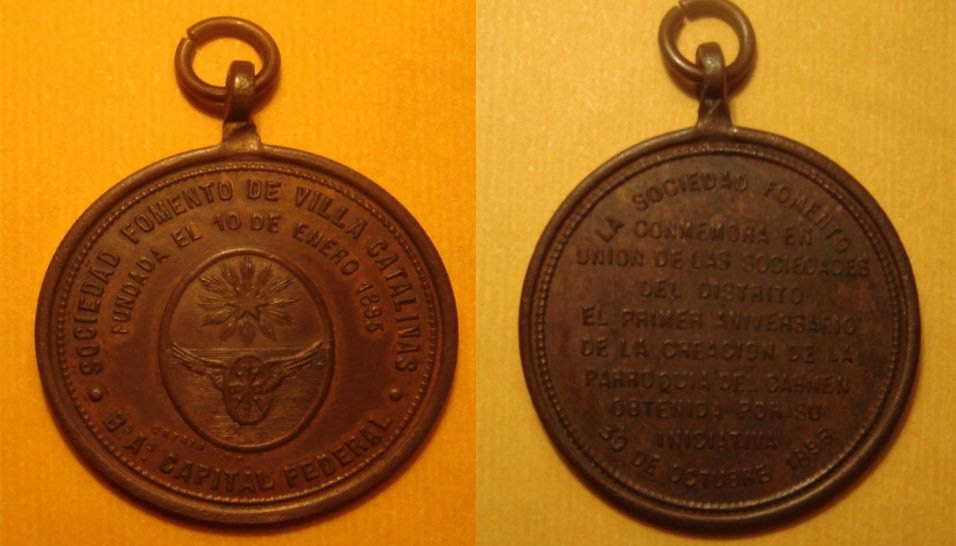 SOCIEDAD FOMENTO DE VILLA CATALINAS
FUNDADA EL 10 DE ENERO 1895
Bs As CAPITAL FEDERAL
LA SOCIEDAD FOMENTO
CONMEMORA EN
UNION DE LAS SOCIEDADES
DEL DISTRITO
EL PRIMER ANIVERSARIO
DE LA CREACION DE LA
PARROQUIA DEL CARMEN
OBTENIDA POR SU
INICIATIVA
30 DE OCTUBRE